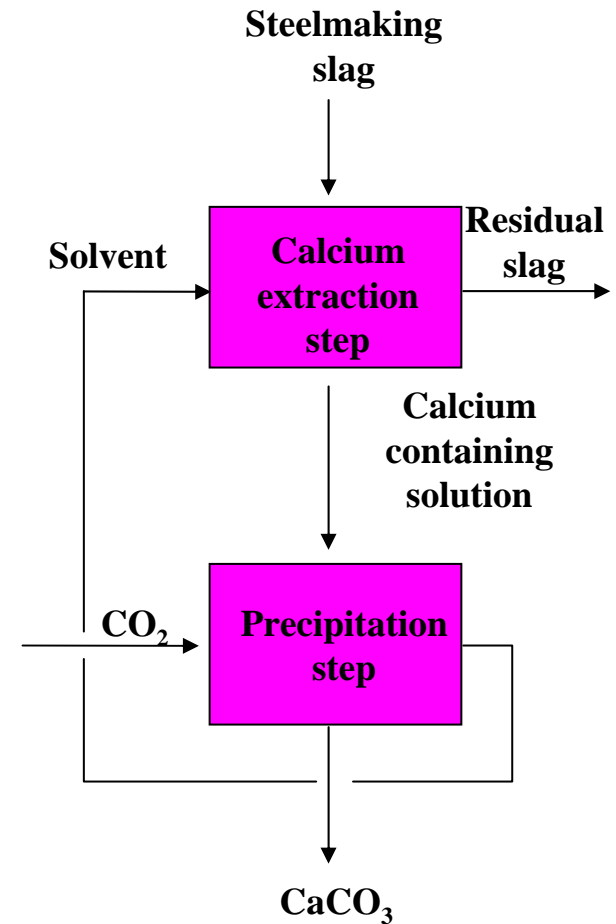 Steelmaking
slag
Solvent
Calcium
extraction
step
Residual
slag
Calcium
containing
solution
CO₂
Precipitation
step
CaCO₃